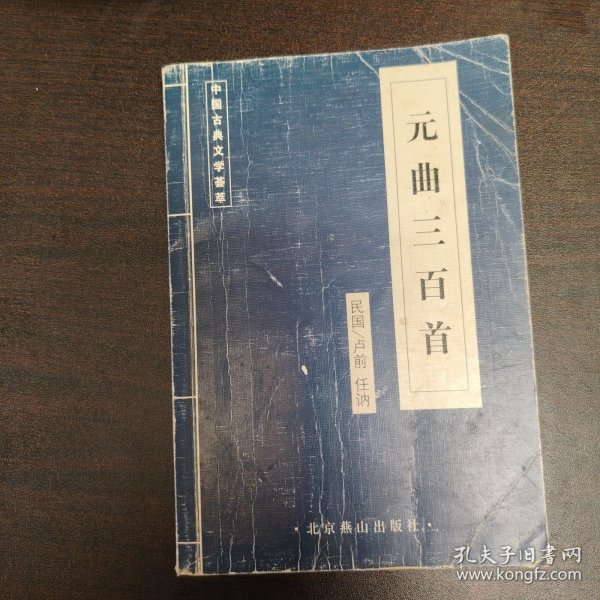 元曲三百首
中国古典文学荟萃
民国/卢前 任讷
·北京燕山出版社·
孔夫子旧书网
www.kongfz.com